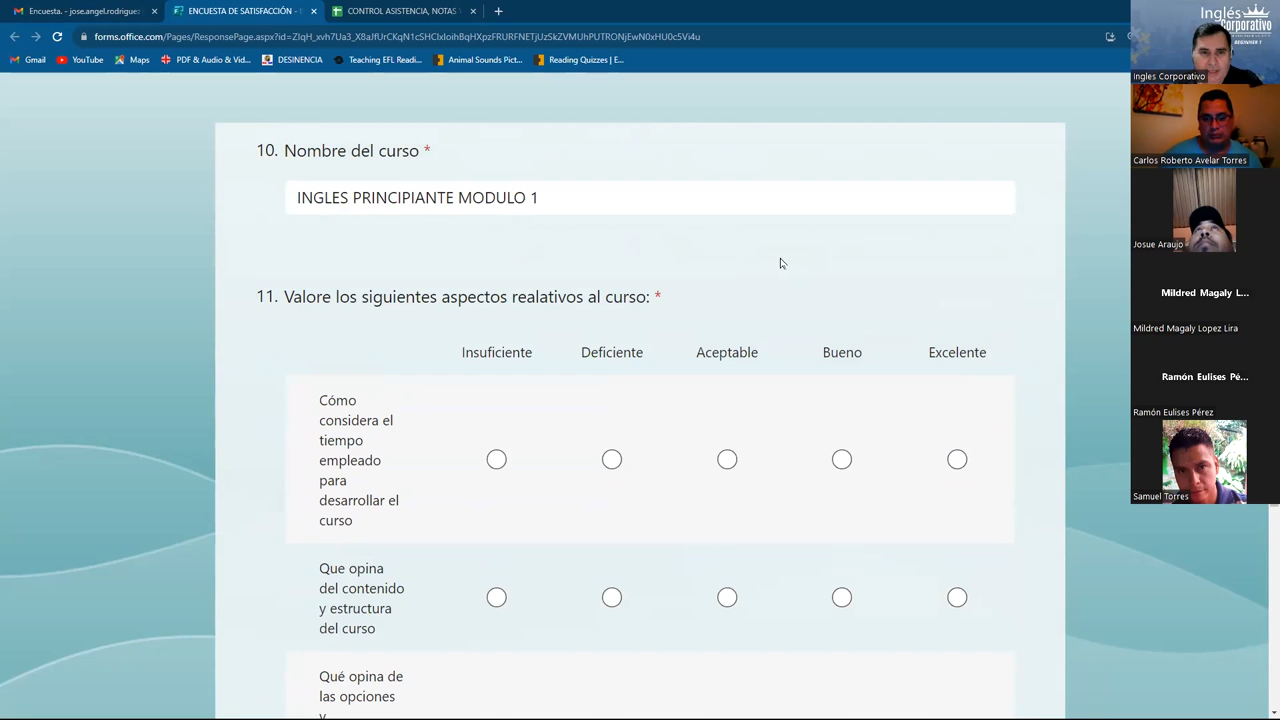 Encuesta. - jose.angel.rodriguez
ENCUESTA DE SATISFACCIÓN -
CONTROL ASISTENCIA, NOTAS Y
forms.office.com/Pages/ResponsePage.aspx?id=ZIqH_xvh7Ua3_X8aJfUrCKqN1cSHCIxIoihBqHXpzFRURFNETjUzSkZVMUhPUTRONjEwN0xHU0c5Vi4u
Gmail
YouTube
Maps
PDF & Audio & Vid...
DESINENCIA
Teaching EFL Readi...
Animal Sounds Pict...
Reading Quizzes | E...
10. Nombre del curso *
INGLES PRINCIPIANTE MODULO 1
11. Valore los siguientes aspectos realativos al curso: *
Insuficiente Deficiente Aceptable Bueno Excelente
Cómo
considera el
tiempo
empleado
para
desarrollar el
curso
Que opina
del contenido
y estructura
del curso
Qué opina de
las opciones
y
Inglés
Corporativo
BEGINNER 1
Ingles Corporativo
Carlos Roberto Avelar Torres
Josue Araujo
Mildred Magaly L...
Mildred Magaly Lopez Lira
Ramón Eulises Pé...
Ramón Eulises Pérez
Samuel Torres